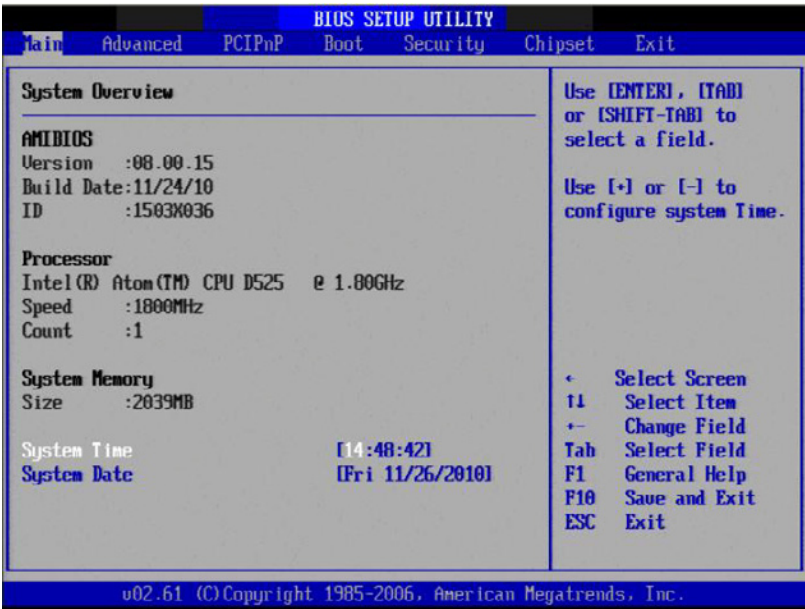 BIOS SETUP UTILITY
Main Advanced PCIPnP Boot Security Chipset Exit
System Overview
AMIBIOS
Version :08.00.15
Build Date:11/24/10
ID :1503X036
Processor
Intel(R) Atom(TM) CPU D525 @ 1.80GHz
Speed :1800MHz
Count :1
System Memory
Size :2039MB
System Time [14:48:42]
System Date [Fri 11/26/2010]
Use [ENTER], [TAB]
or [SHIFT-TAB] to
select a field.
Use [+] or [-] to
configure system Time.
← Select Screen
↑↓ Select Item
+- Change Field
Tab Select Field
F1 General Help
F10 Save and Exit
ESC Exit
v02.61 (C)Copyright 1985-2006, American Megatrends, Inc.